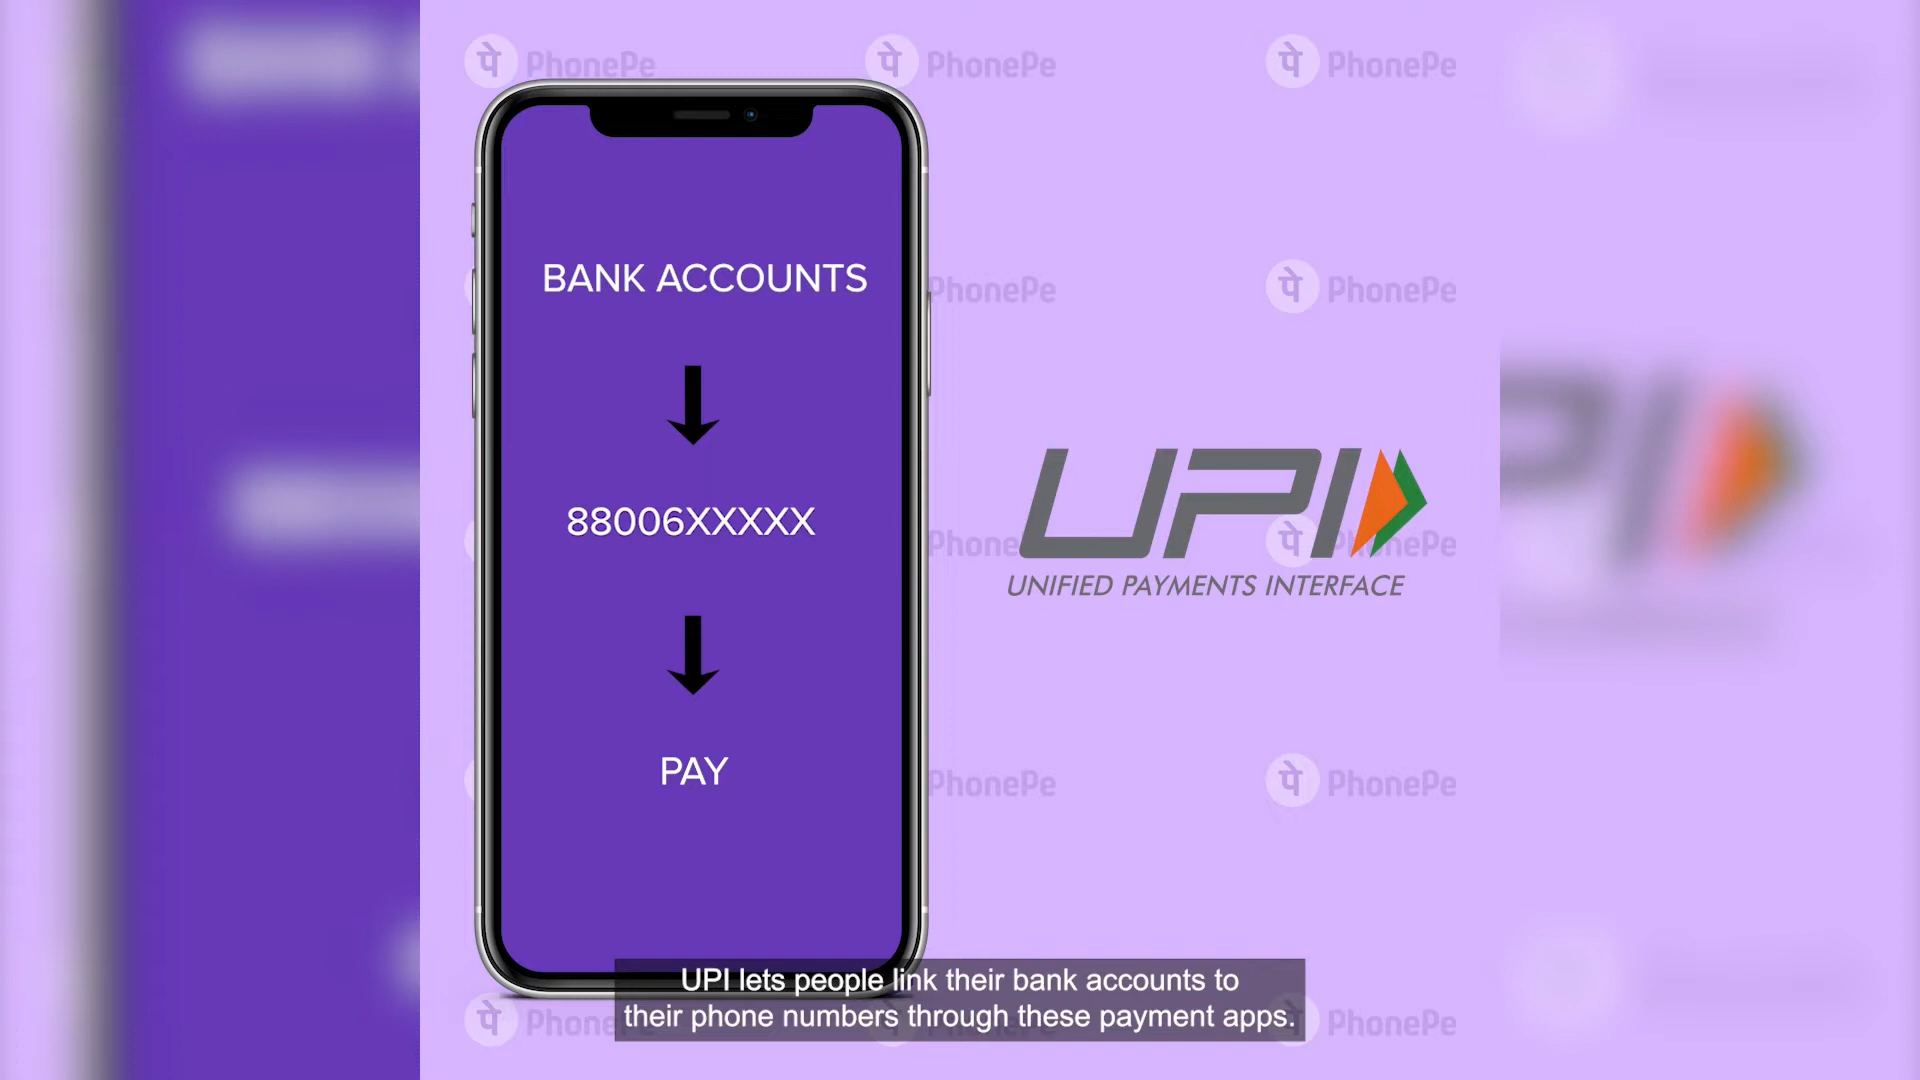 पे PhonePe
पे PhonePe
पे PhonePe
BANK ACCOUNTS
PhonePe
पे PhonePe
88006XXXXX
UPI
पे
UNIFIED PAYMENTS INTERFACE
PAY
PhonePe
पे PhonePe
UPI lets people link their bank accounts to
their phone numbers through these payment apps.
पे
PhonePe